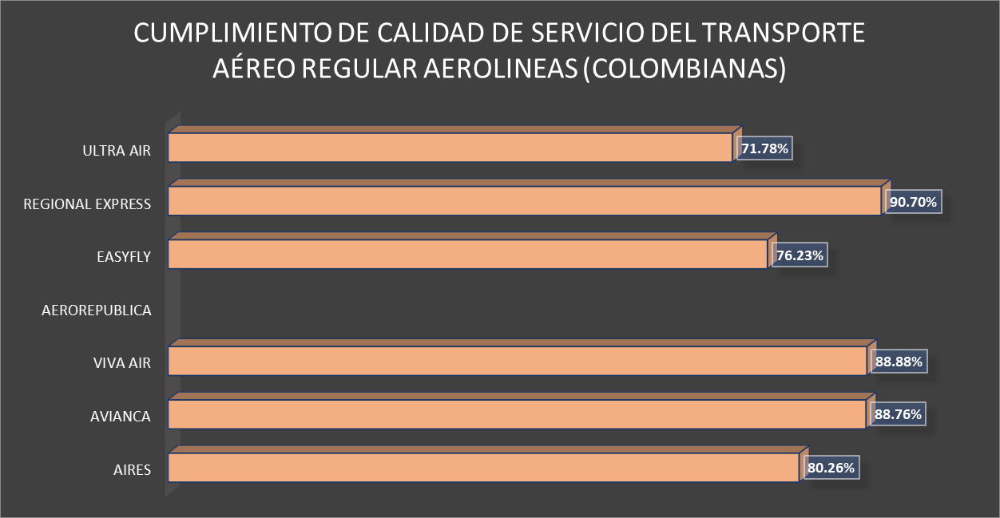 CUMPLIMIENTO DE CALIDAD DE SERVICIO DEL TRANSPORTE
AÉREO REGULAR AEROLINEAS (COLOMBIANAS)
ULTRA AIR 71.78%
REGIONAL EXPRESS 90.70%
EASYFLY 76.23%
AEROREPUBLICA
VIVA AIR 88.88%
AVIANCA 88.76%
AIRES 80.26%